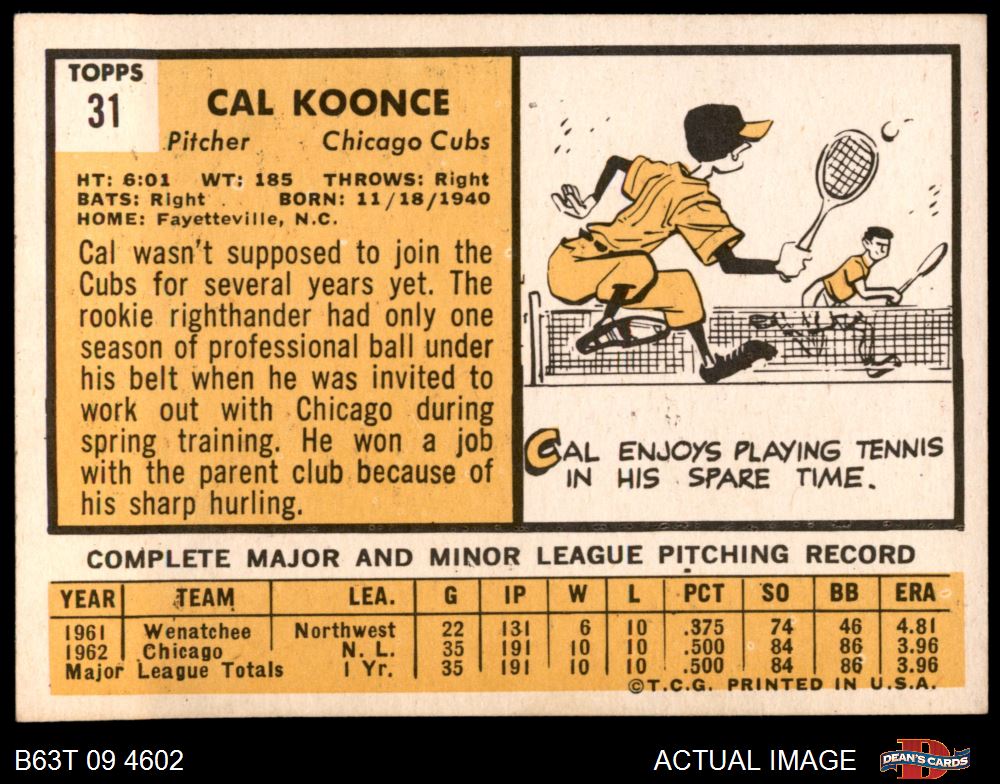 TOPPS
31
CAL KOONCE
Pitcher Chicago Cubs
HT: 6:01 WT: 185 THROWS: Right
BATS: Right BORN: 11/18/1940
HOME: Fayetteville, N.C.
Cal wasn't supposed to join the
Cubs for several years yet. The
rookie righthander had only one
season of professional ball under
his belt when he was invited to
work out with Chicago during
spring training. He won a job
with the parent club because of
his sharp hurling.
CAL ENJOYS PLAYING TENNIS
IN HIS SPARE TIME.
COMPLETE MAJOR AND MINOR LEAGUE PITCHING RECORD
YEAR TEAM LEA. G IP W L PCT SO BB ERA
1961 Wenatchee Northwest 22 131 6 10 .375 74 46 4.81
1962 Chicago N. L. 35 191 10 10 .500 84 86 3.96
Major League Totals 1 Yr. 35 191 10 10 .500 84 86 3.96
©T.C.G. PRINTED IN U.S.A.
B63T 09 4602 ACTUAL IMAGE
D
DEAN'S CARDS